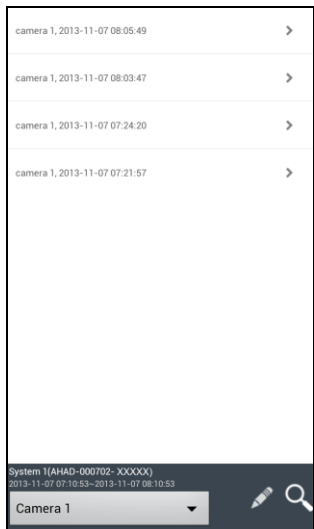 camera 1, 2013-11-07 08:05:49
camera 1, 2013-11-07 08:03:47
camera 1, 2013-11-07 07:24:20
camera 1, 2013-11-07 07:21:57
System 1(AHAD-000702- XXXXX)
2013-11-07 07:10:53~2013-11-07 08:10:53
Camera 1